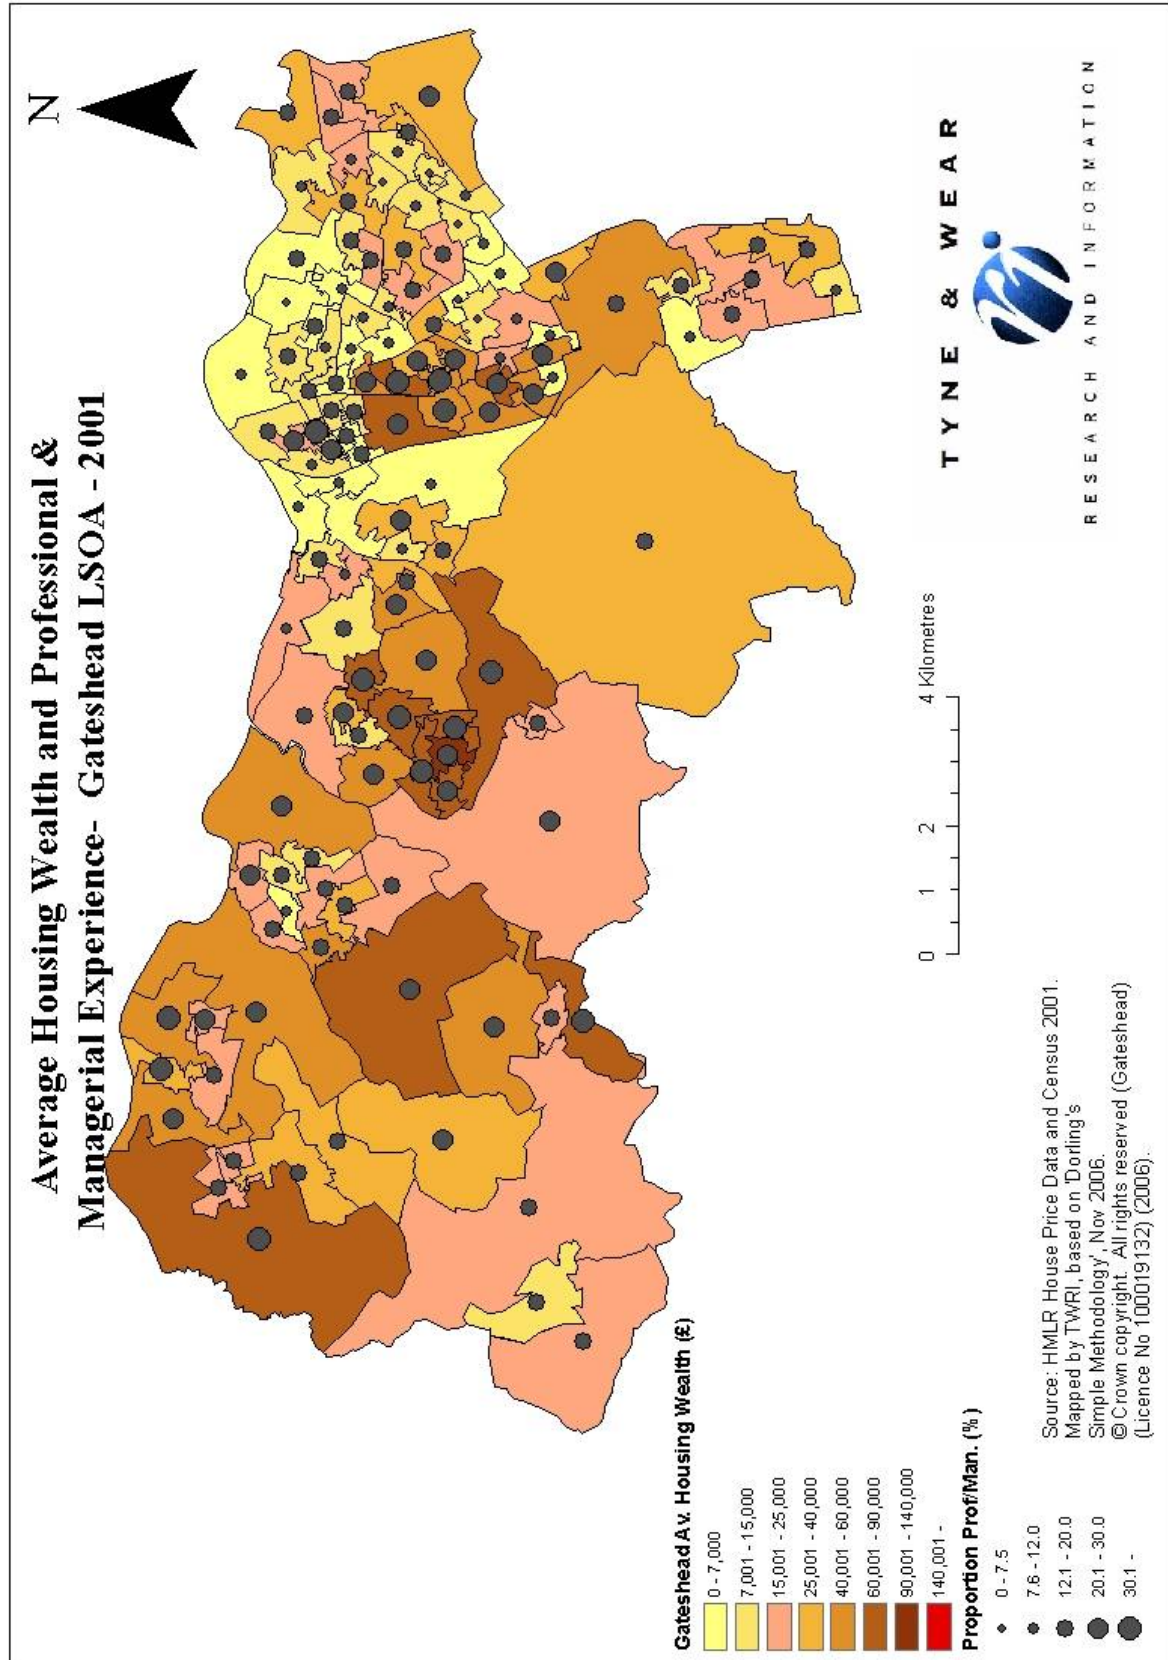 Average Housing Wealth and Professional &
Managerial Experience- Gateshead LSOA - 2001
N
Gateshead Av. Housing Wealth (£)
0 - 7,000
7,001 - 15,000
15,001 - 25,000
25,001 - 40,000
40,001 - 60,000
60,001 - 90,000
90,001 - 140,000
140,001 -
Proportion Prof/Man. (%)
0 - 7.5
7.6 - 12.0
12.1 - 20.0
20.1 - 30.0
30.1 -
0 1 2 4 Kilometres
Source: HMLR House Price Data and Census 2001.
Mapped by TWRI, based on 'Dorling's
Simple Methodology', Nov 2006.
© Crown copyright. All rights reserved (Gateshead)
(Licence No 100019132) (2006).
TYNE & WEAR
RESEARCH AND INFORMATION